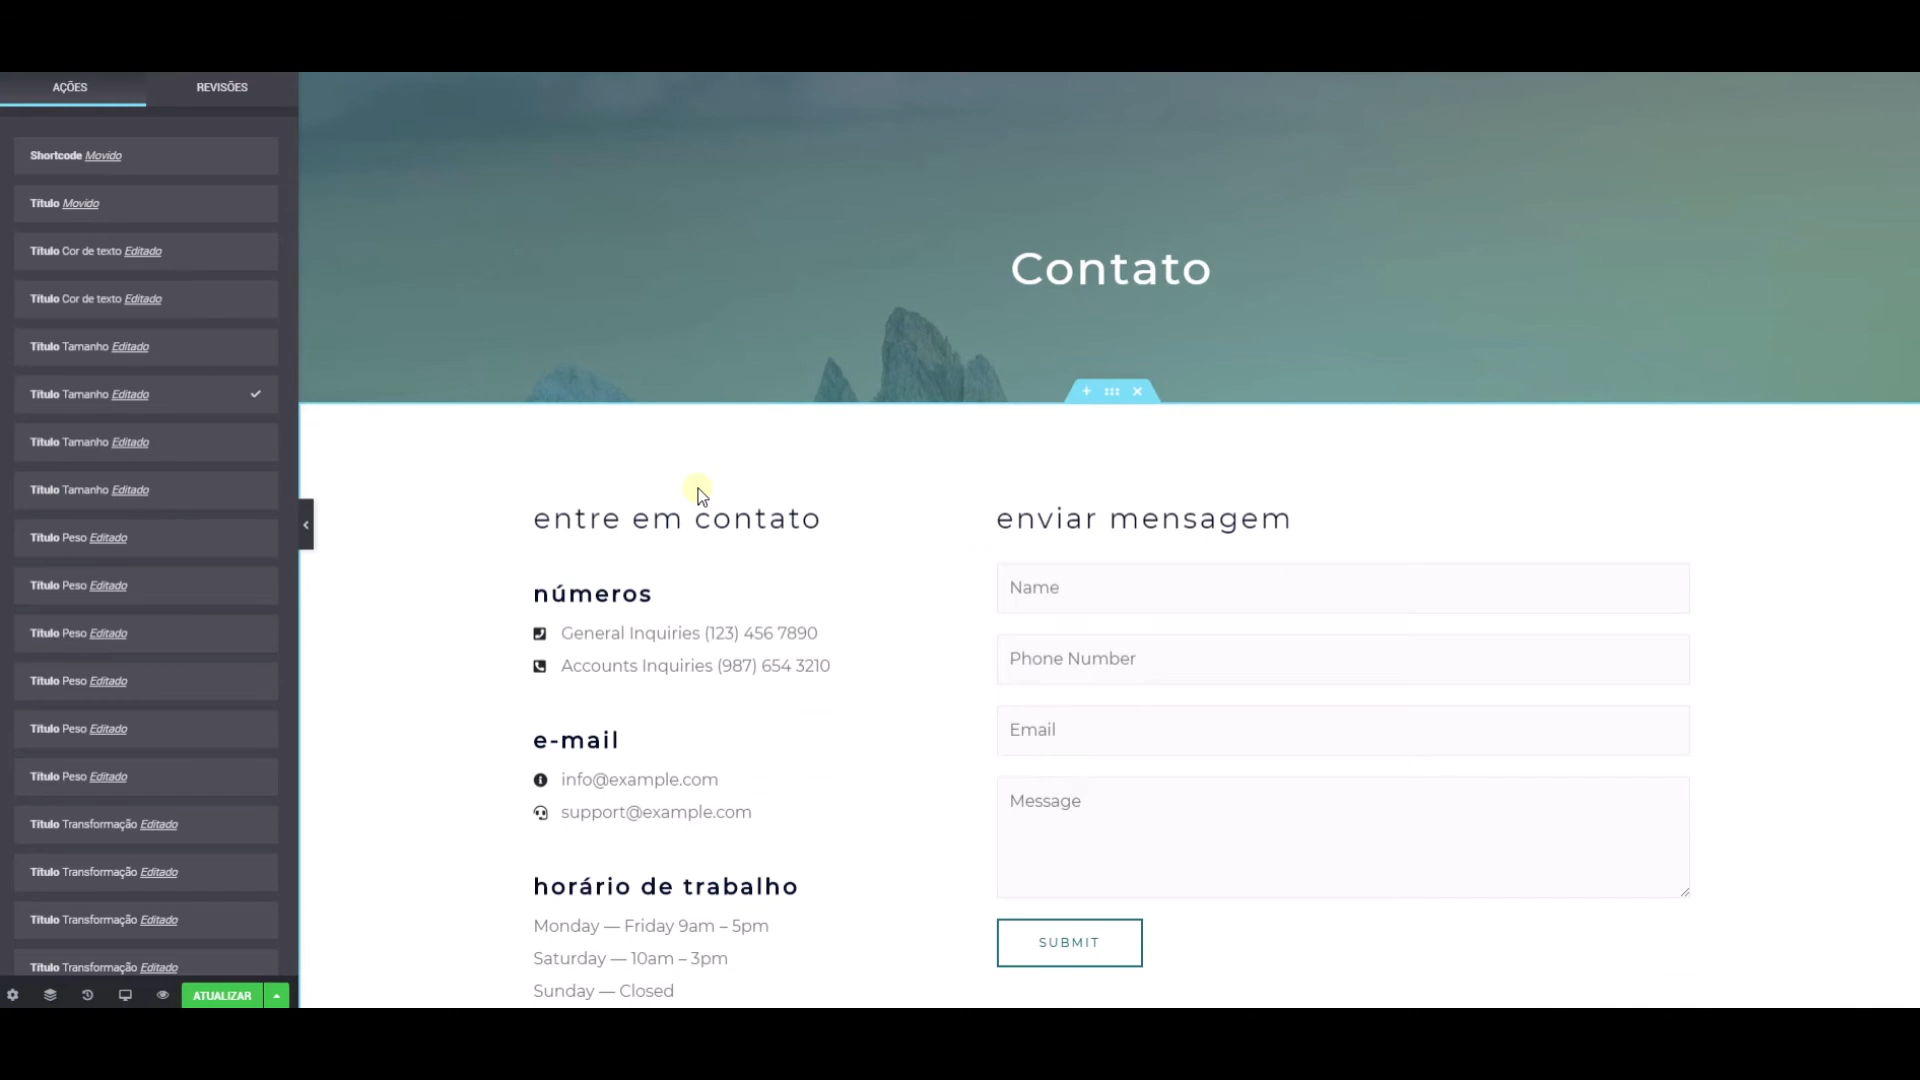 AÇÕES
REVISÕES
Shortcode Movido
Título Movido
Título Cor de texto Editado
Título Cor de texto Editado
Título Tamanho Editado
Título Tamanho Editado
Título Tamanho Editado
Título Tamanho Editado
Título Peso Editado
Título Peso Editado
Título Peso Editado
Título Peso Editado
Título Peso Editado
Título Peso Editado
Título Transformação Editado
Título Transformação Editado
Título Transformação Editado
Título Transformação Editado
ATUALIZAR
Contato
entre em contato
números
General Inquiries (123) 456 7890
Accounts Inquiries (987) 654 3210
e-mail
info@example.com
support@example.com
horário de trabalho
Monday — Friday 9am – 5pm
Saturday — 10am – 3pm
Sunday — Closed
enviar mensagem
Name
Phone Number
Email
Message
SUBMIT